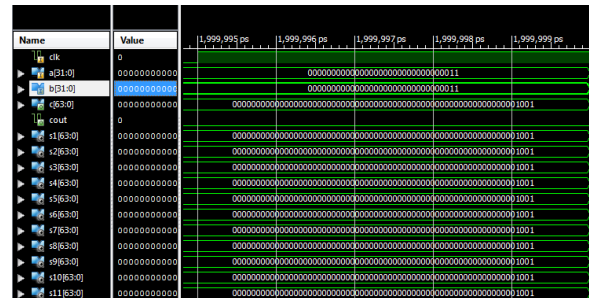 Name Value 1,999,995 ps 1,999,996 ps 1,999,997 ps 1,999,998 ps 1,999,999 ps
clk 0
a[31:0] 00000000000 00000000000000000000000000000011
b[31:0] 00000000000 00000000000000000000000000000011
c[63:0] 00000000000 0000000000000000000000000000000000000000000000000000000000001001
cout 0
s1[63:0] 00000000000 0000000000000000000000000000000000000000000000000000000000001001
s2[63:0] 00000000000 0000000000000000000000000000000000000000000000000000000000001001
s3[63:0] 00000000000 0000000000000000000000000000000000000000000000000000000000001001
s4[63:0] 00000000000 0000000000000000000000000000000000000000000000000000000000001001
s5[63:0] 00000000000 0000000000000000000000000000000000000000000000000000000000001001
s6[63:0] 00000000000 0000000000000000000000000000000000000000000000000000000000001001
s7[63:0] 00000000000 0000000000000000000000000000000000000000000000000000000000001001
s8[63:0] 00000000000 0000000000000000000000000000000000000000000000000000000000001001
s9[63:0] 00000000000 0000000000000000000000000000000000000000000000000000000000001001
s10[63:0] 00000000000 0000000000000000000000000000000000000000000000000000000000001001
s11[63:0] 00000000000 0000000000000000000000000000000000000000000000000000000000001001